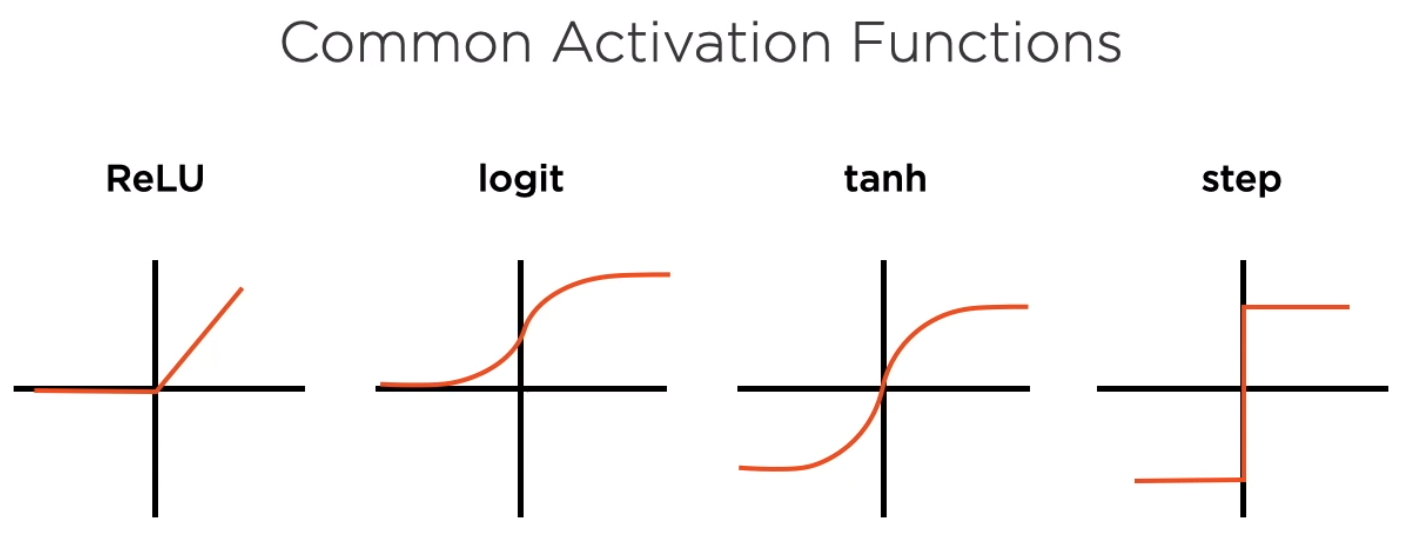 Common Activation Functions
ReLU
logit
tanh
step